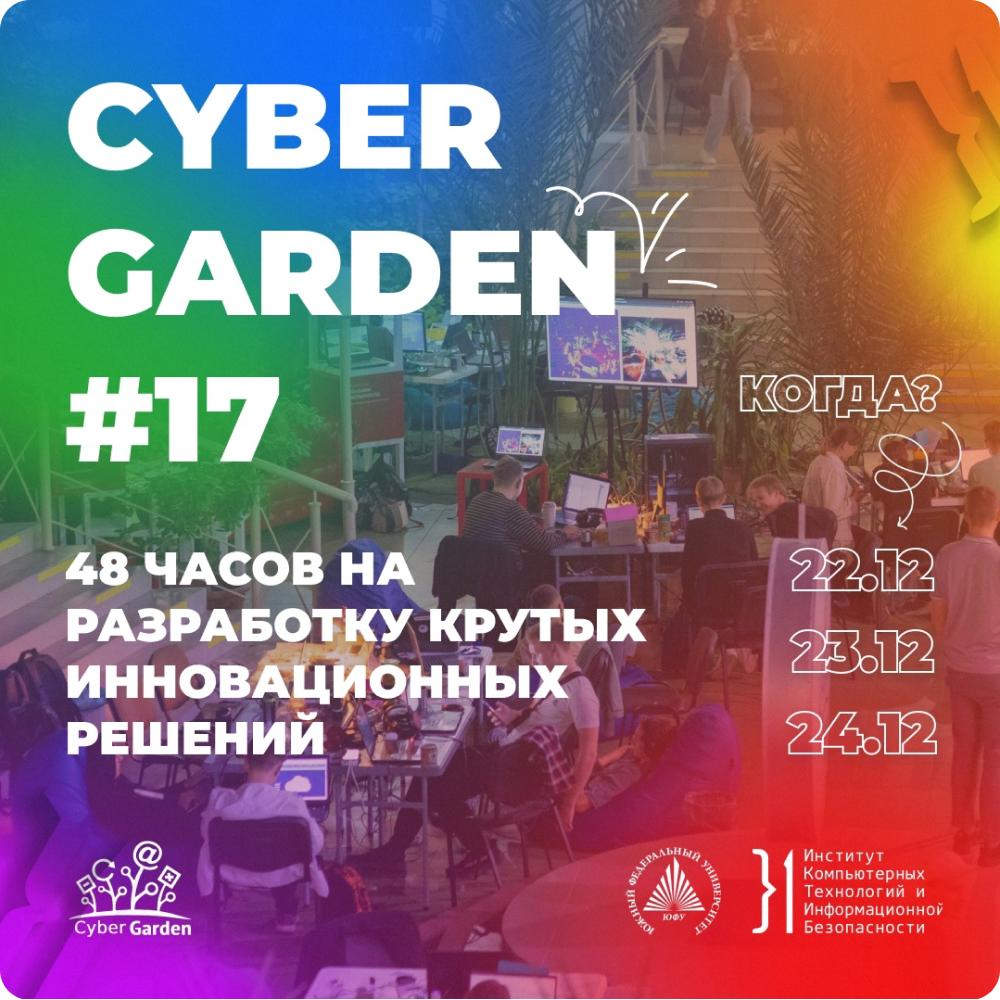 CYBER
GARDEN
#17
КОГДА?
48 ЧАСОВ НА
РАЗРАБОТКУ КРУТЫХ
ИННОВАЦИОННЫХ
РЕШЕНИЙ
22.12
23.12
24.12
Cyber Garden
ЮЖНЫЙ ФЕДЕРАЛЬНЫЙ УНИВЕРСИТЕТ
ЮФУ
Институт
Компьютерных
Технологий и
Информационной
Безопасности